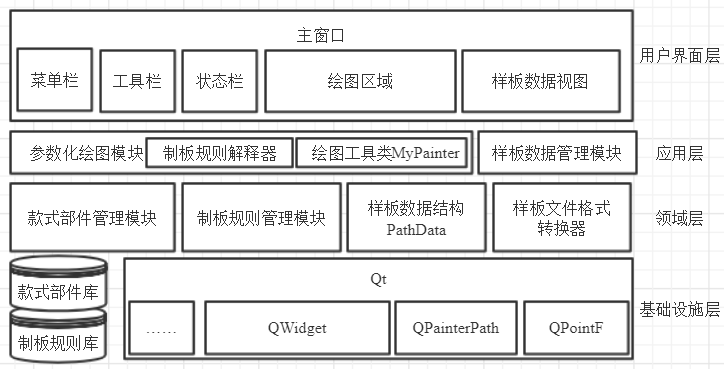 主窗口
用户界面层
菜单栏
工具栏
状态栏
绘图区域
样板数据视图
参数化绘图模块
制板规则解释器
绘图工具类MyPainter
样板数据管理模块
应用层
款式部件管理模块
制板规则管理模块
样板数据结构
PathData
样板文件格式
转换器
领域层
款式部件库
制板规则库
Qt
……
QWidget
QPainterPath
QPointF
基础设施层